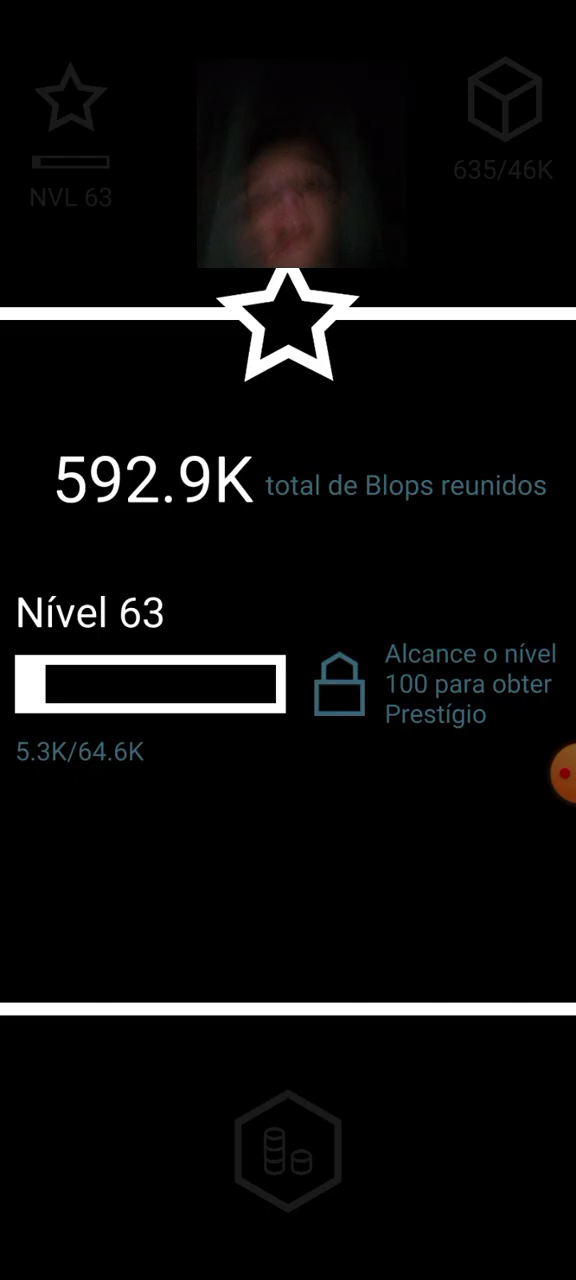 NVL 63
635/46K
592.9K total de Blops reunidos
Nível 63
Alcance o nível
100 para obter
Prestígio
5.3K/64.6K